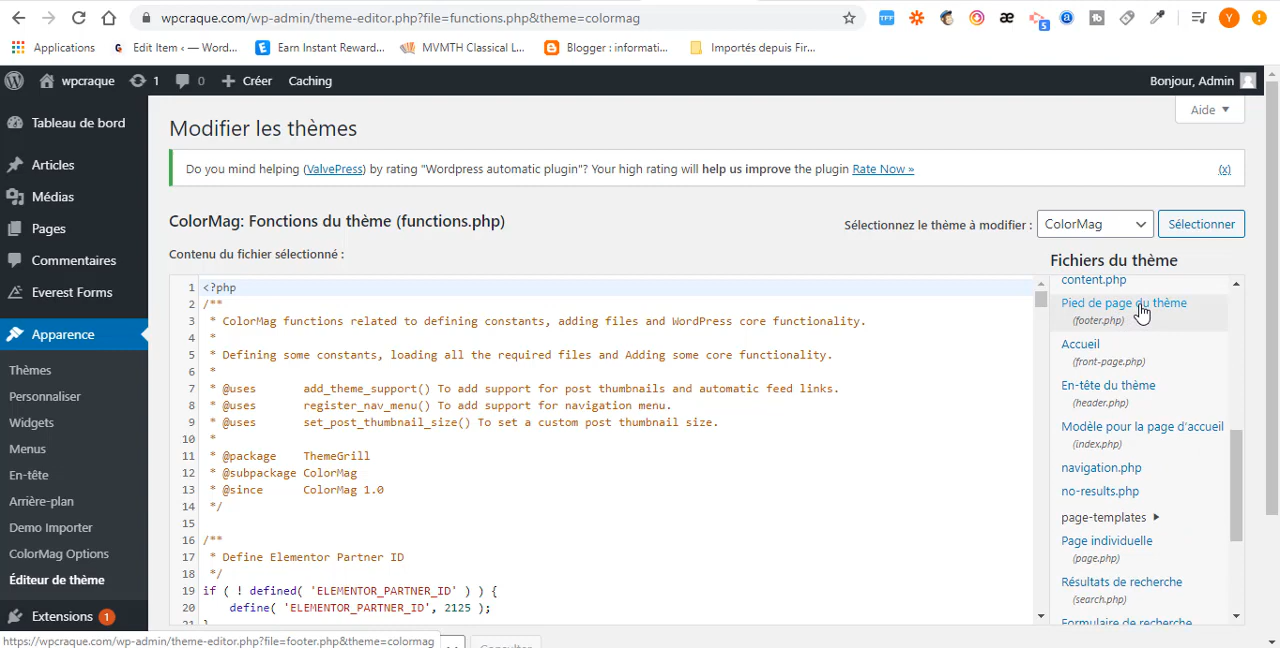 wpcraque.com/wp-admin/theme-editor.php?file=functions.php&theme=colormag
TFF
æ
5
a
tb
Y
Applications
G Edit Item ‹ — Word...
E Earn Instant Reward...
MVMTH Classical L...
Blogger : informati...
Importés depuis Fir...
wpcraque
1
0
Créer
Caching
Bonjour, Admin
Tableau de bord
Articles
Médias
Pages
Commentaires
Everest Forms
Apparence
Thèmes
Personnaliser
Widgets
Menus
En-tête
Arrière-plan
Demo Importer
ColorMag Options
Éditeur de thème
Extensions 1
Aide
Modifier les thèmes
Do you mind helping (ValvePress) by rating "Wordpress automatic plugin"? Your high rating will help us improve the plugin Rate Now »
(x)
ColorMag: Fonctions du thème (functions.php)
Sélectionnez le thème à modifier : ColorMag Sélectionner
Contenu du fichier sélectionné :
1 <?php
2 /**
3 * ColorMag functions related to defining constants, adding files and WordPress core functionality.
4 *
5 * Defining some constants, loading all the required files and Adding some core functionality.
6 *
7 * @uses add_theme_support() To add support for post thumbnails and automatic feed links.
8 * @uses register_nav_menu() To add support for navigation menu.
9 * @uses set_post_thumbnail_size() To set a custom post thumbnail size.
10 *
11 * @package ThemeGrill
12 * @subpackage ColorMag
13 * @since ColorMag 1.0
14 */
15
16 /**
17 * Define Elementor Partner ID
18 */
19 if ( ! defined( 'ELEMENTOR_PARTNER_ID' ) ) {
20 define( 'ELEMENTOR_PARTNER_ID', 2125 );
Fichiers du thème
content.php
Pied de page du thème
(footer.php)
Accueil
(front-page.php)
En-tête du thème
(header.php)
Modèle pour la page d'accueil
(index.php)
navigation.php
no-results.php
page-templates
Page individuelle
(page.php)
Résultats de recherche
(search.php)
Formulaire de recherche
https://wpcraque.com/wp-admin/theme-editor.php?file=footer.php&theme=colormag
Consulter